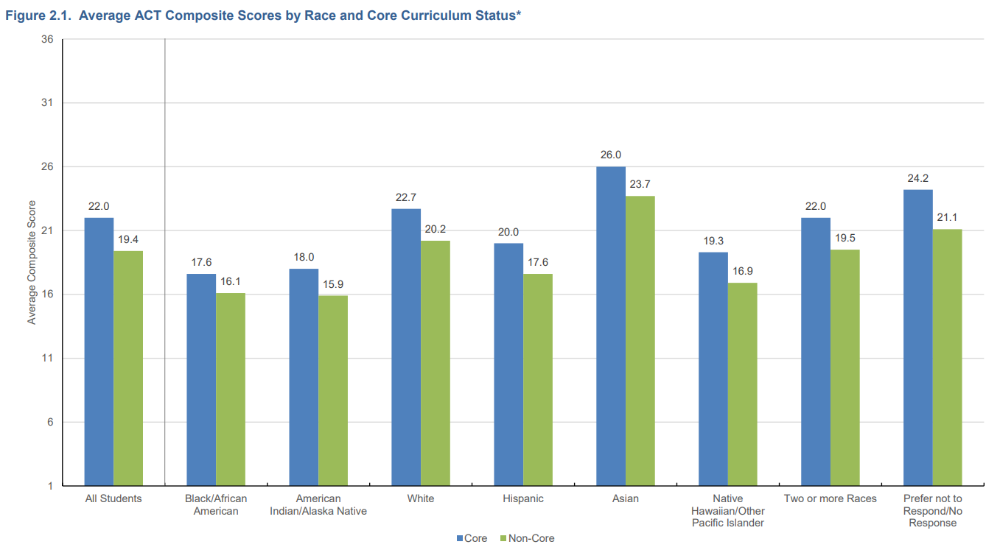 Figure 2.1. Average ACT Composite Scores by Race and Core Curriculum Status*
36
31
26
21
16
11
6
1
Average Composite Score
22.0
19.4
17.6
16.1
18.0
15.9
22.7
20.2
20.0
17.6
26.0
23.7
19.3
16.9
22.0
19.5
24.2
21.1
All Students
Black/African
American
American
Indian/Alaska Native
White
Hispanic
Asian
Native
Hawaiian/Other
Pacific Islander
Two or more Races
Prefer not to
Respond/No
Response
Core
Non-Core